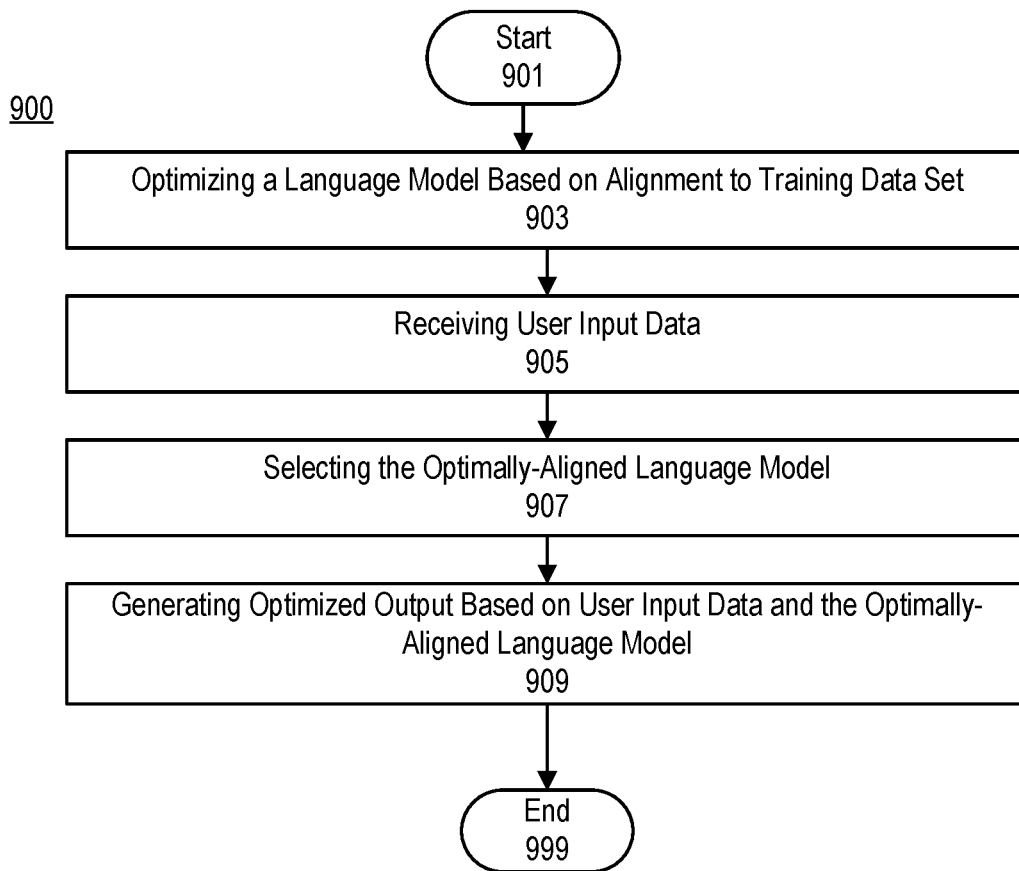 Start
901
900
Optimizing a Language Model Based on Alignment to Training Data Set
903
Receiving User Input Data
905
Selecting the Optimally-Aligned Language Model
907
Generating Optimized Output Based on User Input Data and the Optimally-
Aligned Language Model
909
End
999